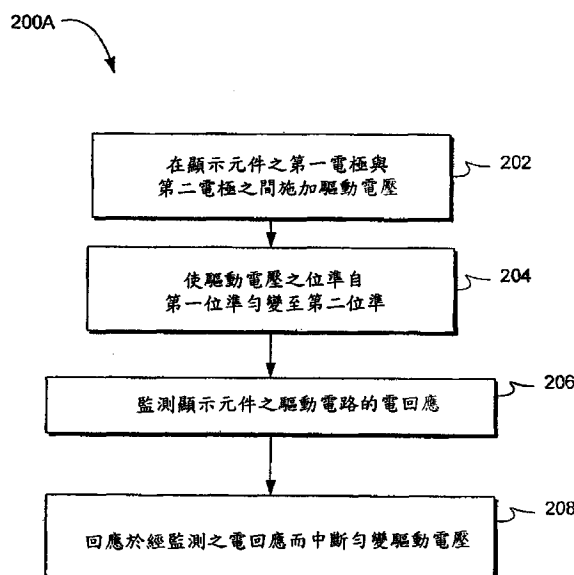 200A
在顯示元件之第一電極與
第二電極之間施加驅動電壓
202
使驅動電壓之位準自
第一位準勻變至第二位準
204
監測顯示元件之驅動電路的電回應
206
回應於經監測之電回應而中斷勻變驅動電壓
208